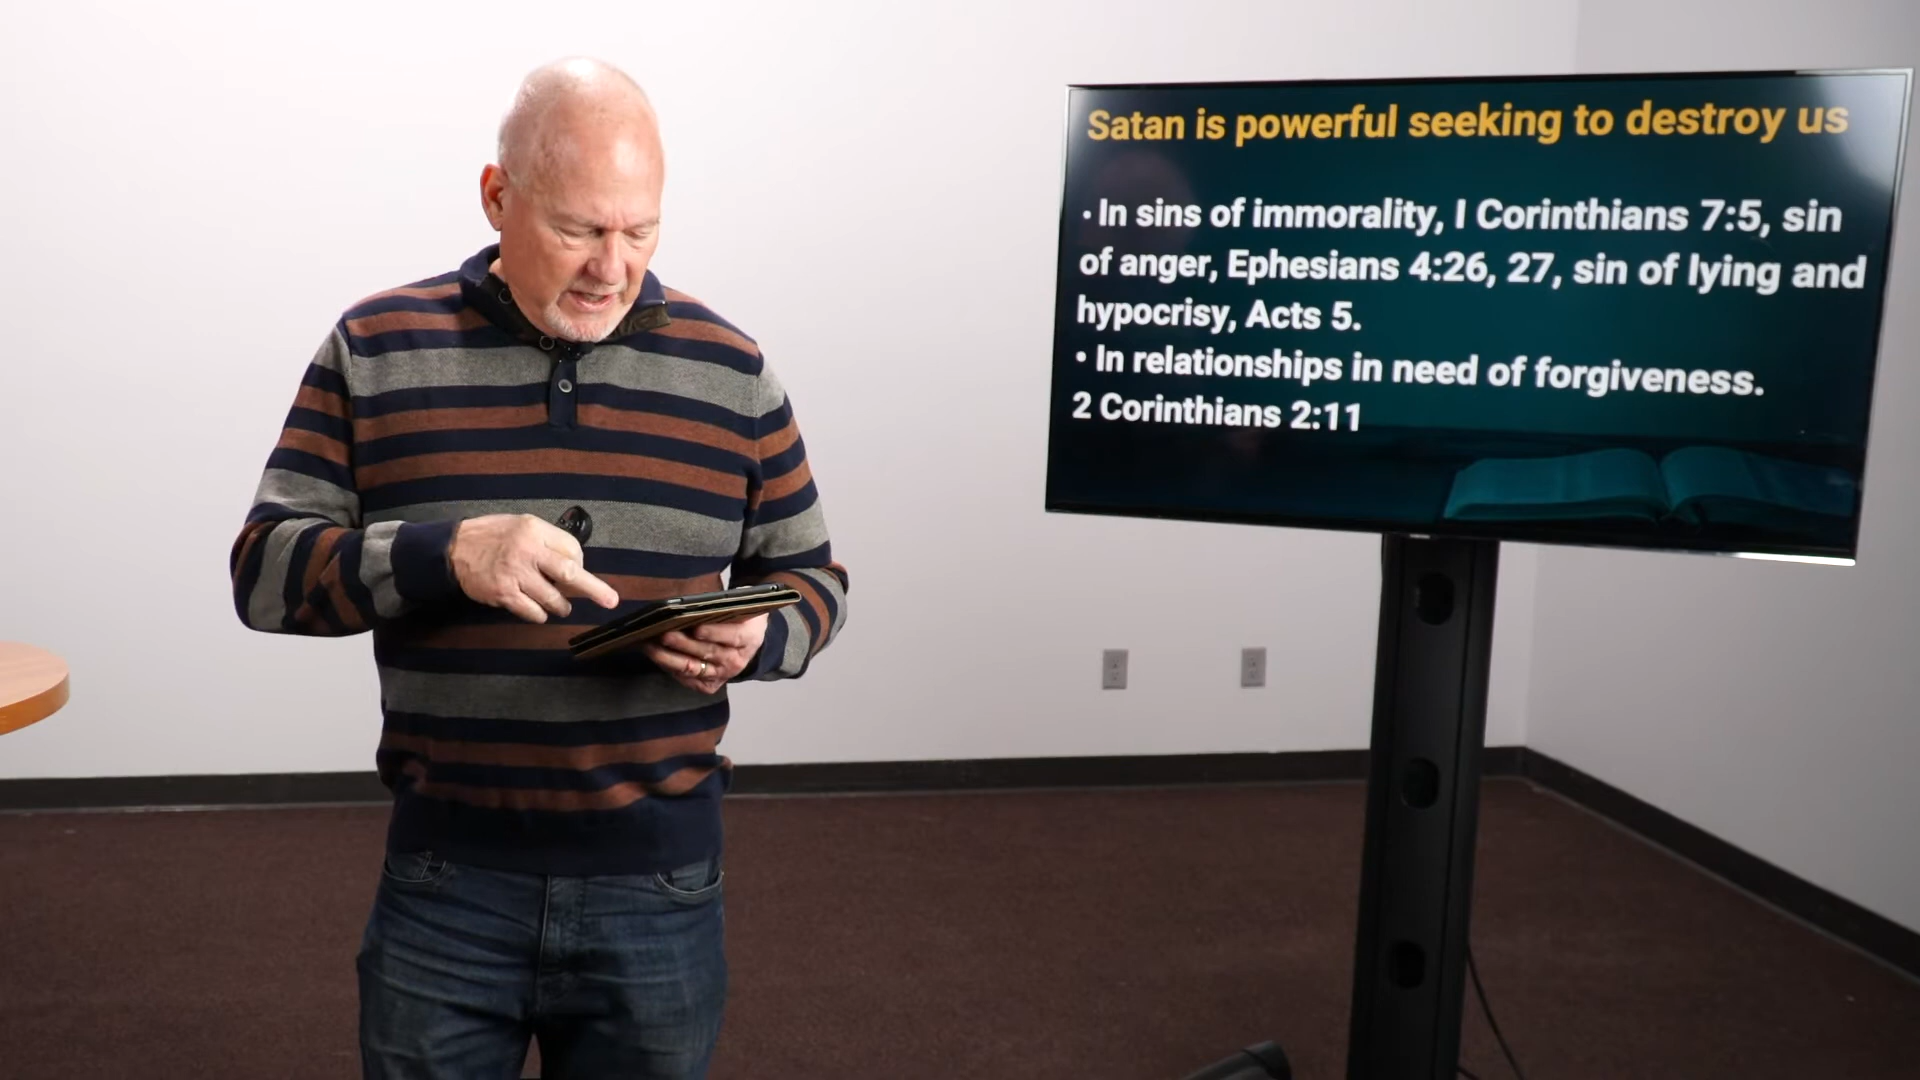 Satan is powerful seeking to destroy us
• In sins of immorality, I Corinthians 7:5, sin
of anger, Ephesians 4:26, 27, sin of lying and
hypocrisy, Acts 5.
• In relationships in need of forgiveness.
2 Corinthians 2:11